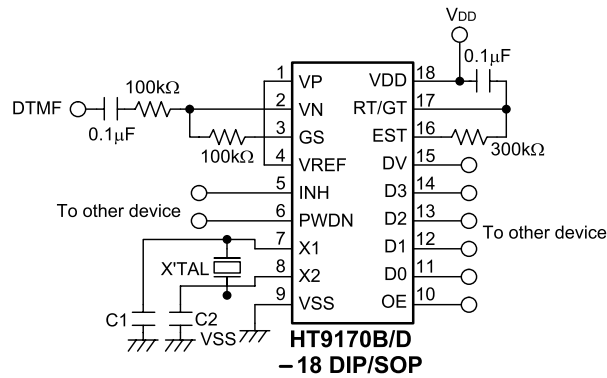 VDD
0.1μF
1 VP VDD 18
100kΩ
DTMF
0.1μF
2 VN RT/GT 17
3 GS EST 16
100kΩ
300kΩ
4 VREF DV 15
5 INH D3 14
To other device
6 PWDN D2 13
To other device
7 X1 D1 12
X'TAL
8 X2 D0 11
9 VSS OE 10
C1 C2 VSS
HT9170B/D
–18 DIP/SOP